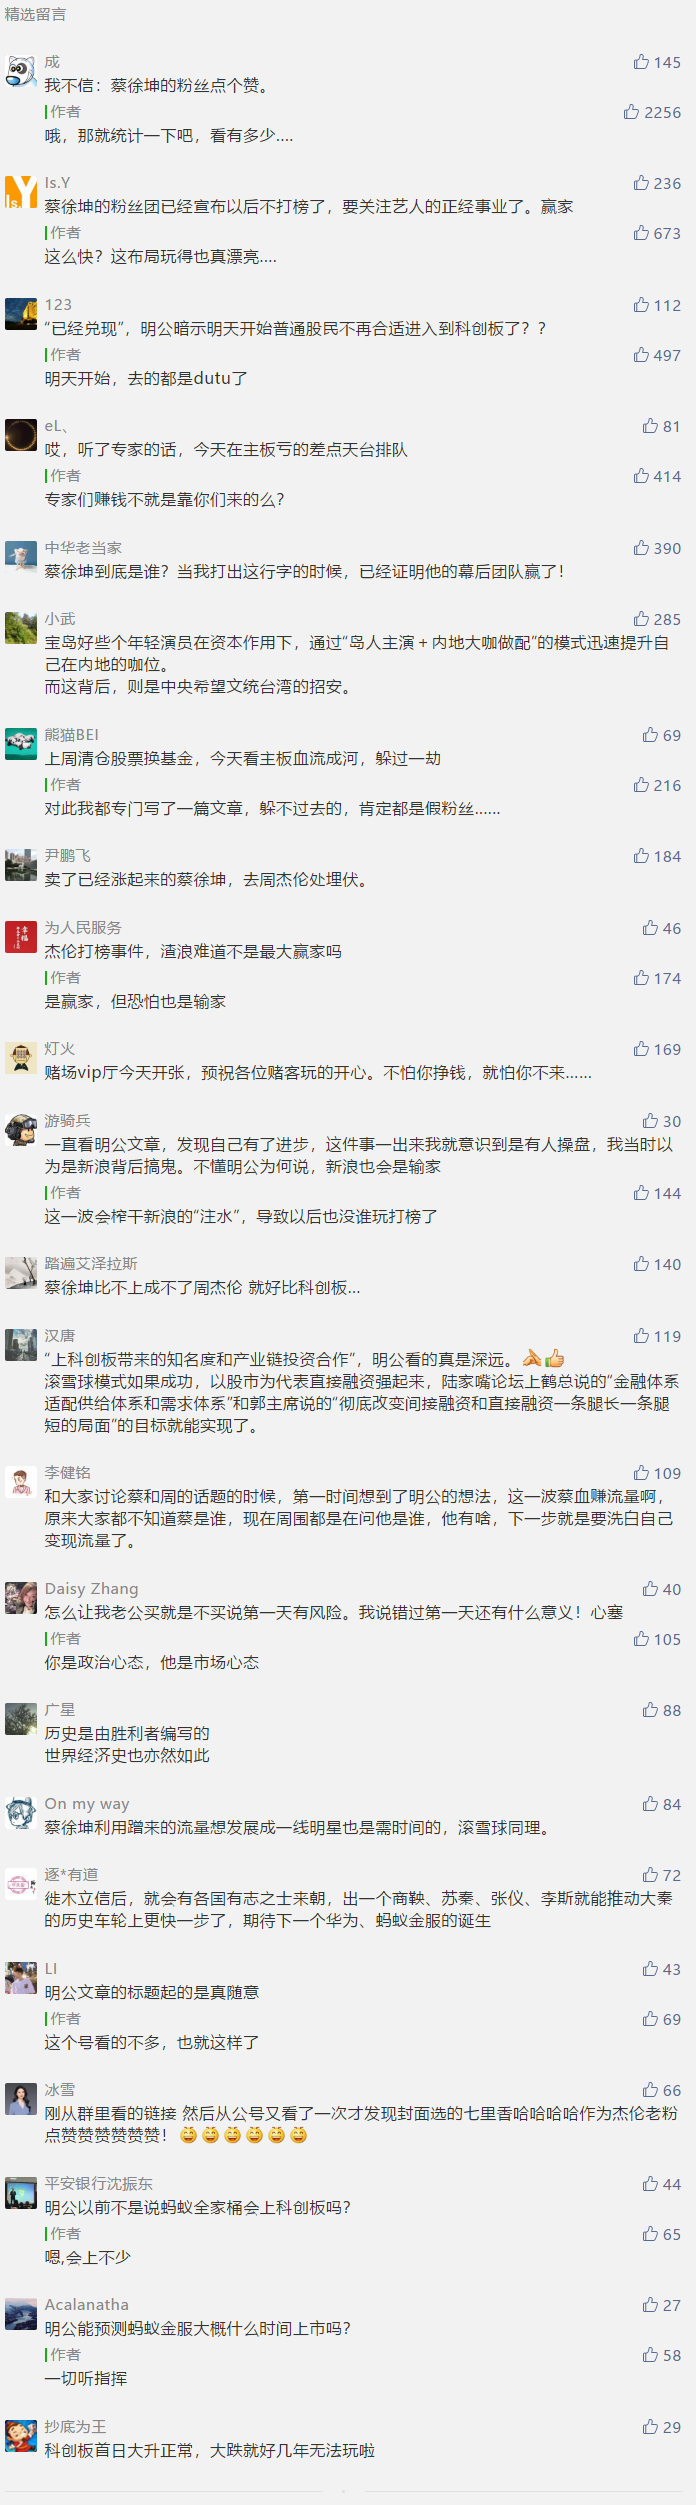 精选留言
成 145
我不信：蔡徐坤的粉丝点个赞。
作者 2256
哦，那就统计一下吧，看有多少....
Is.Y 236
蔡徐坤的粉丝团已经宣布以后不打榜了，要关注艺人的正经事业了。赢家
作者 673
这么快？这布局玩得也真漂亮....
123 112
“已经兑现”，明公暗示明天开始普通股民不再合适进入到科创板了？？
作者 497
明天开始，去的都是dutu了
eL、 81
哎，听了专家的话，今天在主板亏的差点天台排队
作者 414
专家们赚钱不就是靠你们来的么？
中华老当家 390
蔡徐坤到底是谁？当我打出这行字的时候，已经证明他的幕后团队赢了！
小武 285
宝岛好些个年轻演员在资本作用下，通过“岛人主演＋内地大咖做配”的模式迅速提升自
己在内地的咖位。
而这背后，则是中央希望文统台湾的招安。
熊猫BEI 69
上周清仓股票换基金，今天看主板血流成河，躲过一劫
作者 216
对此我都专门写了一篇文章，躲不过去的，肯定都是假粉丝......
尹鹏飞 184
卖了已经涨起来的蔡徐坤，去周杰伦处埋伏。
为人民服务 46
杰伦打榜事件，渣浪难道不是最大赢家吗
作者 174
是赢家，但恐怕也是输家
灯火 169
赌场vip厅今天开张，预祝各位赌客玩的开心。不怕你挣钱，就怕你不来......
游骑兵 30
一直看明公文章，发现自己有了进步，这件事一出来我就意识到是有人操盘，我当时以
为是新浪背后搞鬼。不懂明公为何说，新浪也会是输家
作者 144
这一波会榨干新浪的“注水”，导致以后也没谁玩打榜了
踏遍艾泽拉斯 140
蔡徐坤比不上成不了周杰伦 就好比科创板...
汉唐 119
“上科创板带来的知名度和产业链投资合作”，明公看的真是深远。
滚雪球模式如果成功，以股市为代表直接融资强起来，陆家嘴论坛上鹤总说的“金融体系
适配供给体系和需求体系”和郭主席说的“彻底改变间接融资和直接融资一条腿长一条腿
短的局面”的目标就能实现了。
李健铭 109
和大家讨论蔡和周的话题的时候，第一时间想到了明公的想法，这一波蔡血赚流量啊，
原来大家都不知道蔡是谁，现在周围都是在问他是谁，他有啥，下一步就是要洗白自己
变现流量了。
Daisy Zhang 40
怎么让我老公买就是不买说第一天有风险。我说错过第一天还有什么意义！心塞
作者 105
你是政治心态，他是市场心态
广星 88
历史是由胜利者编写的
世界经济史也亦然如此
On my way 84
蔡徐坤利用蹭来的流量想发展成一线明星也是需时间的，滚雪球同理。
逐*有道 72
徙木立信后，就会有各国有志之士来朝，出一个商鞅、苏秦、张仪、李斯就能推动大秦
的历史车轮上更快一步了，期待下一个华为、蚂蚁金服的诞生
LI 43
明公文章的标题起的是真随意
作者 69
这个号看的不多，也就这样了
冰雪 66
刚从群里看的链接 然后从公号又看了一次才发现封面选的七里香哈哈哈哈作为杰伦老粉
点赞赞赞赞赞赞！
平安银行沈振东 44
明公以前不是说蚂蚁全家桶会上科创板吗？
作者 65
嗯,会上不少
Acalanatha 27
明公能预测蚂蚁金服大概什么时间上市吗？
作者 58
一切听指挥
抄底为王 29
科创板首日大升正常，大跌就好几年无法玩啦